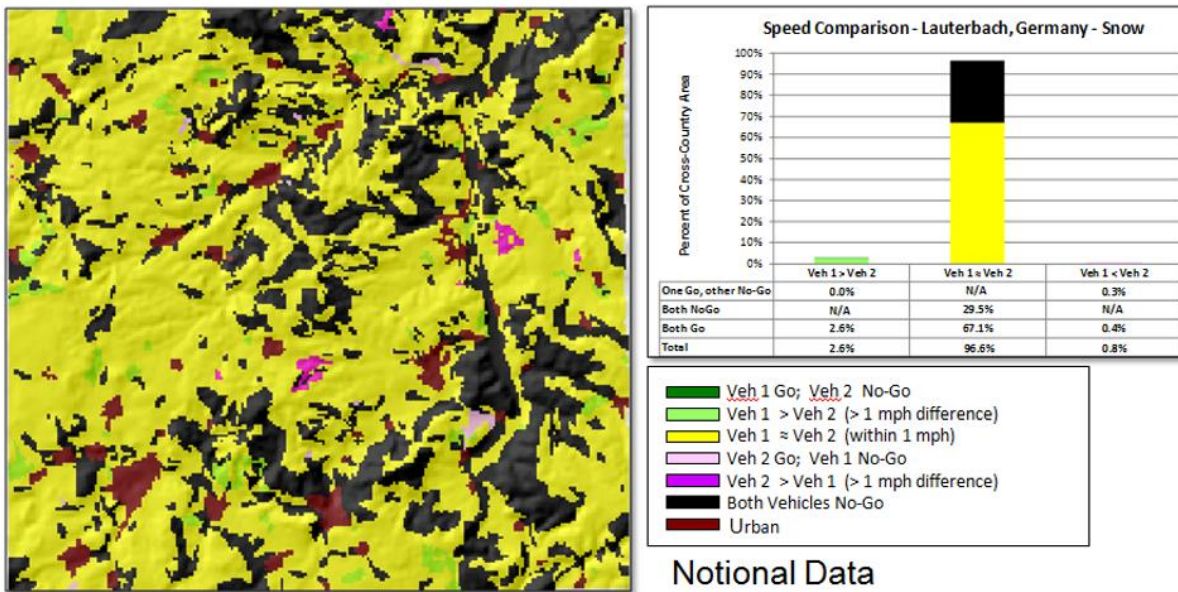 Speed Comparison - Lauterbach, Germany - Snow
Percent of Cross-Country Area
100%
90%
80%
70%
60%
50%
40%
30%
20%
10%
0%
Veh 1 > Veh 2 Veh 1 ≈ Veh 2 Veh 1 < Veh 2
One Go, other No-Go 0.0% N/A 0.3%
Both NoGo N/A 29.5% N/A
Both Go 2.6% 67.1% 0.4%
Total 2.6% 96.6% 0.8%
Veh 1 Go; Veh 2 No-Go
Veh 1 > Veh 2 (> 1 mph difference)
Veh 1 ≈ Veh 2 (within 1 mph)
Veh 2 Go; Veh 1 No-Go
Veh 2 > Veh 1 (> 1 mph difference)
Both Vehicles No-Go
Urban
Notional Data